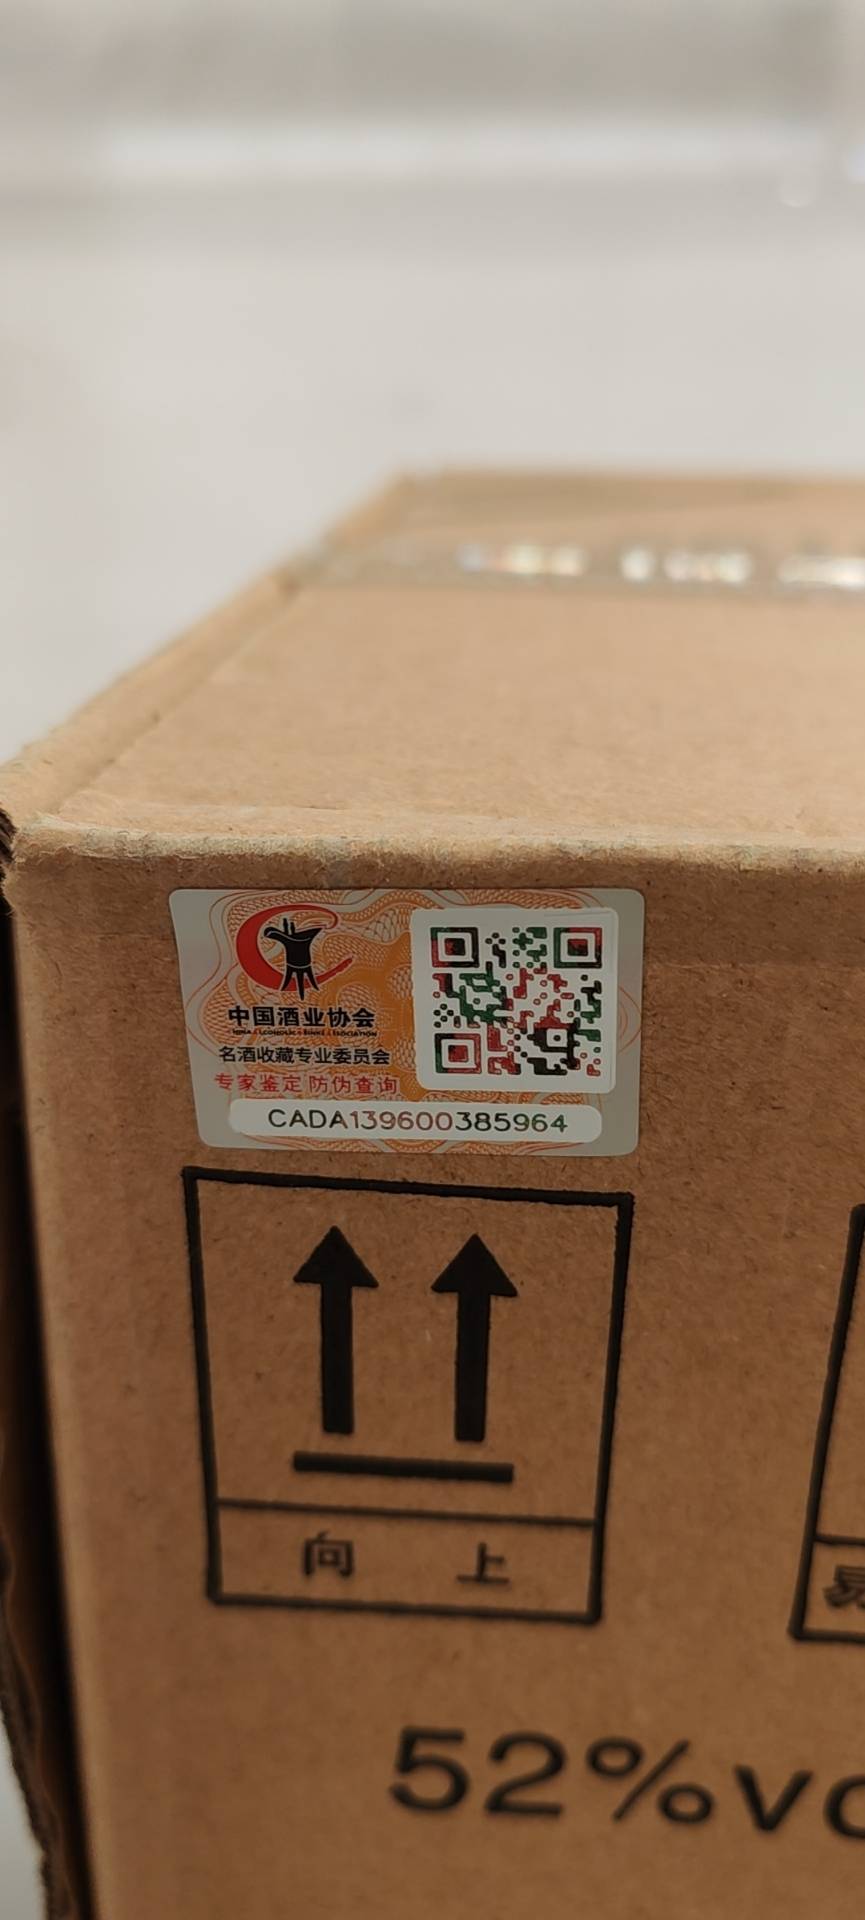 中国酒业协会
名酒收藏专业委员会
专家鉴定 防伪查询
CADA139600385964
向 上
易
52%vo